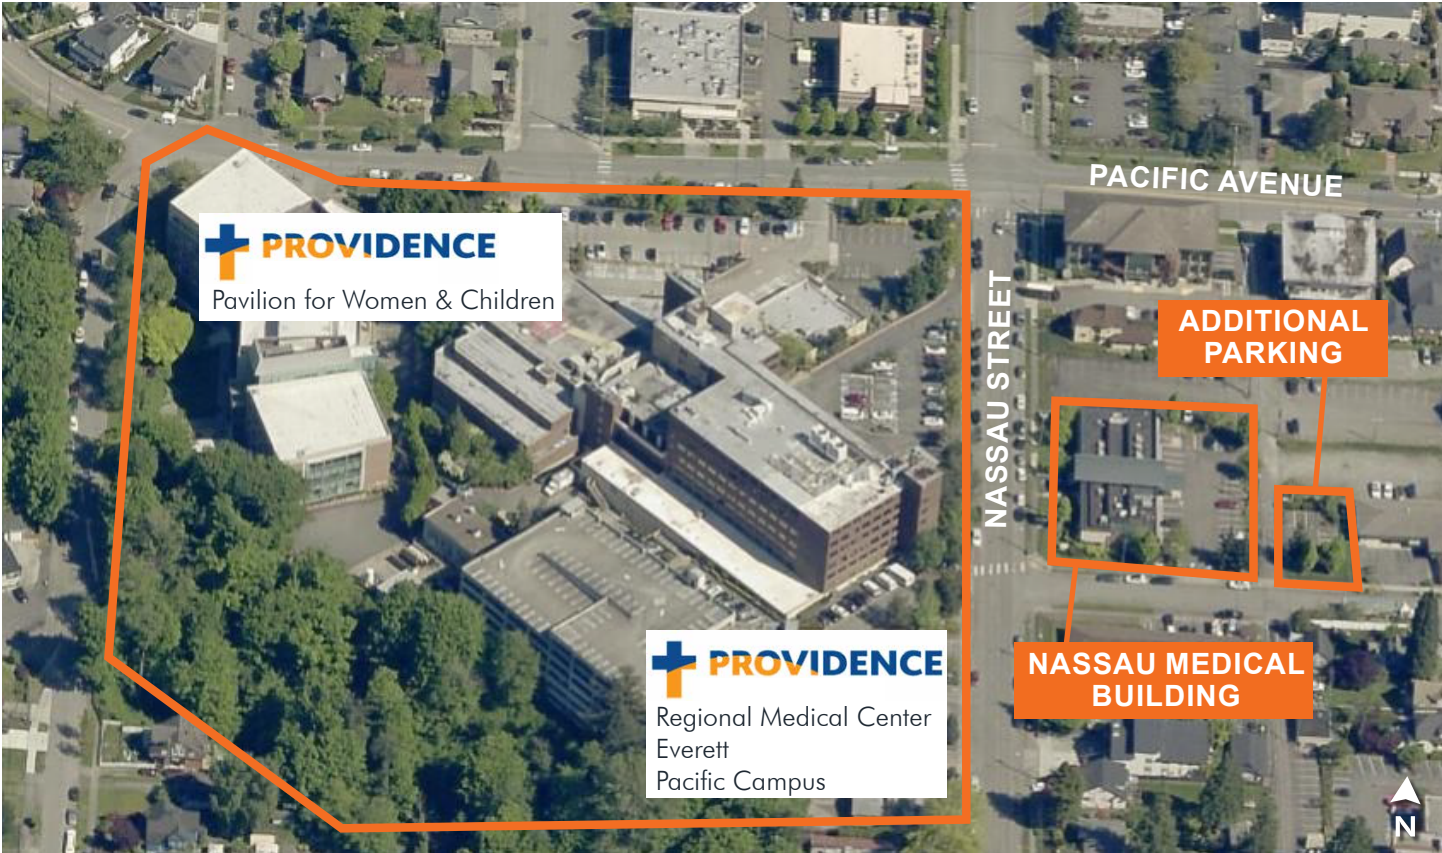 PACIFIC AVENUE
PROVIDENCE
Pavilion for Women & Children
NASSAU STREET
ADDITIONAL
PARKING
PROVIDENCE
Regional Medical Center
Everett
Pacific Campus
NASSAU MEDICAL
BUILDING
N